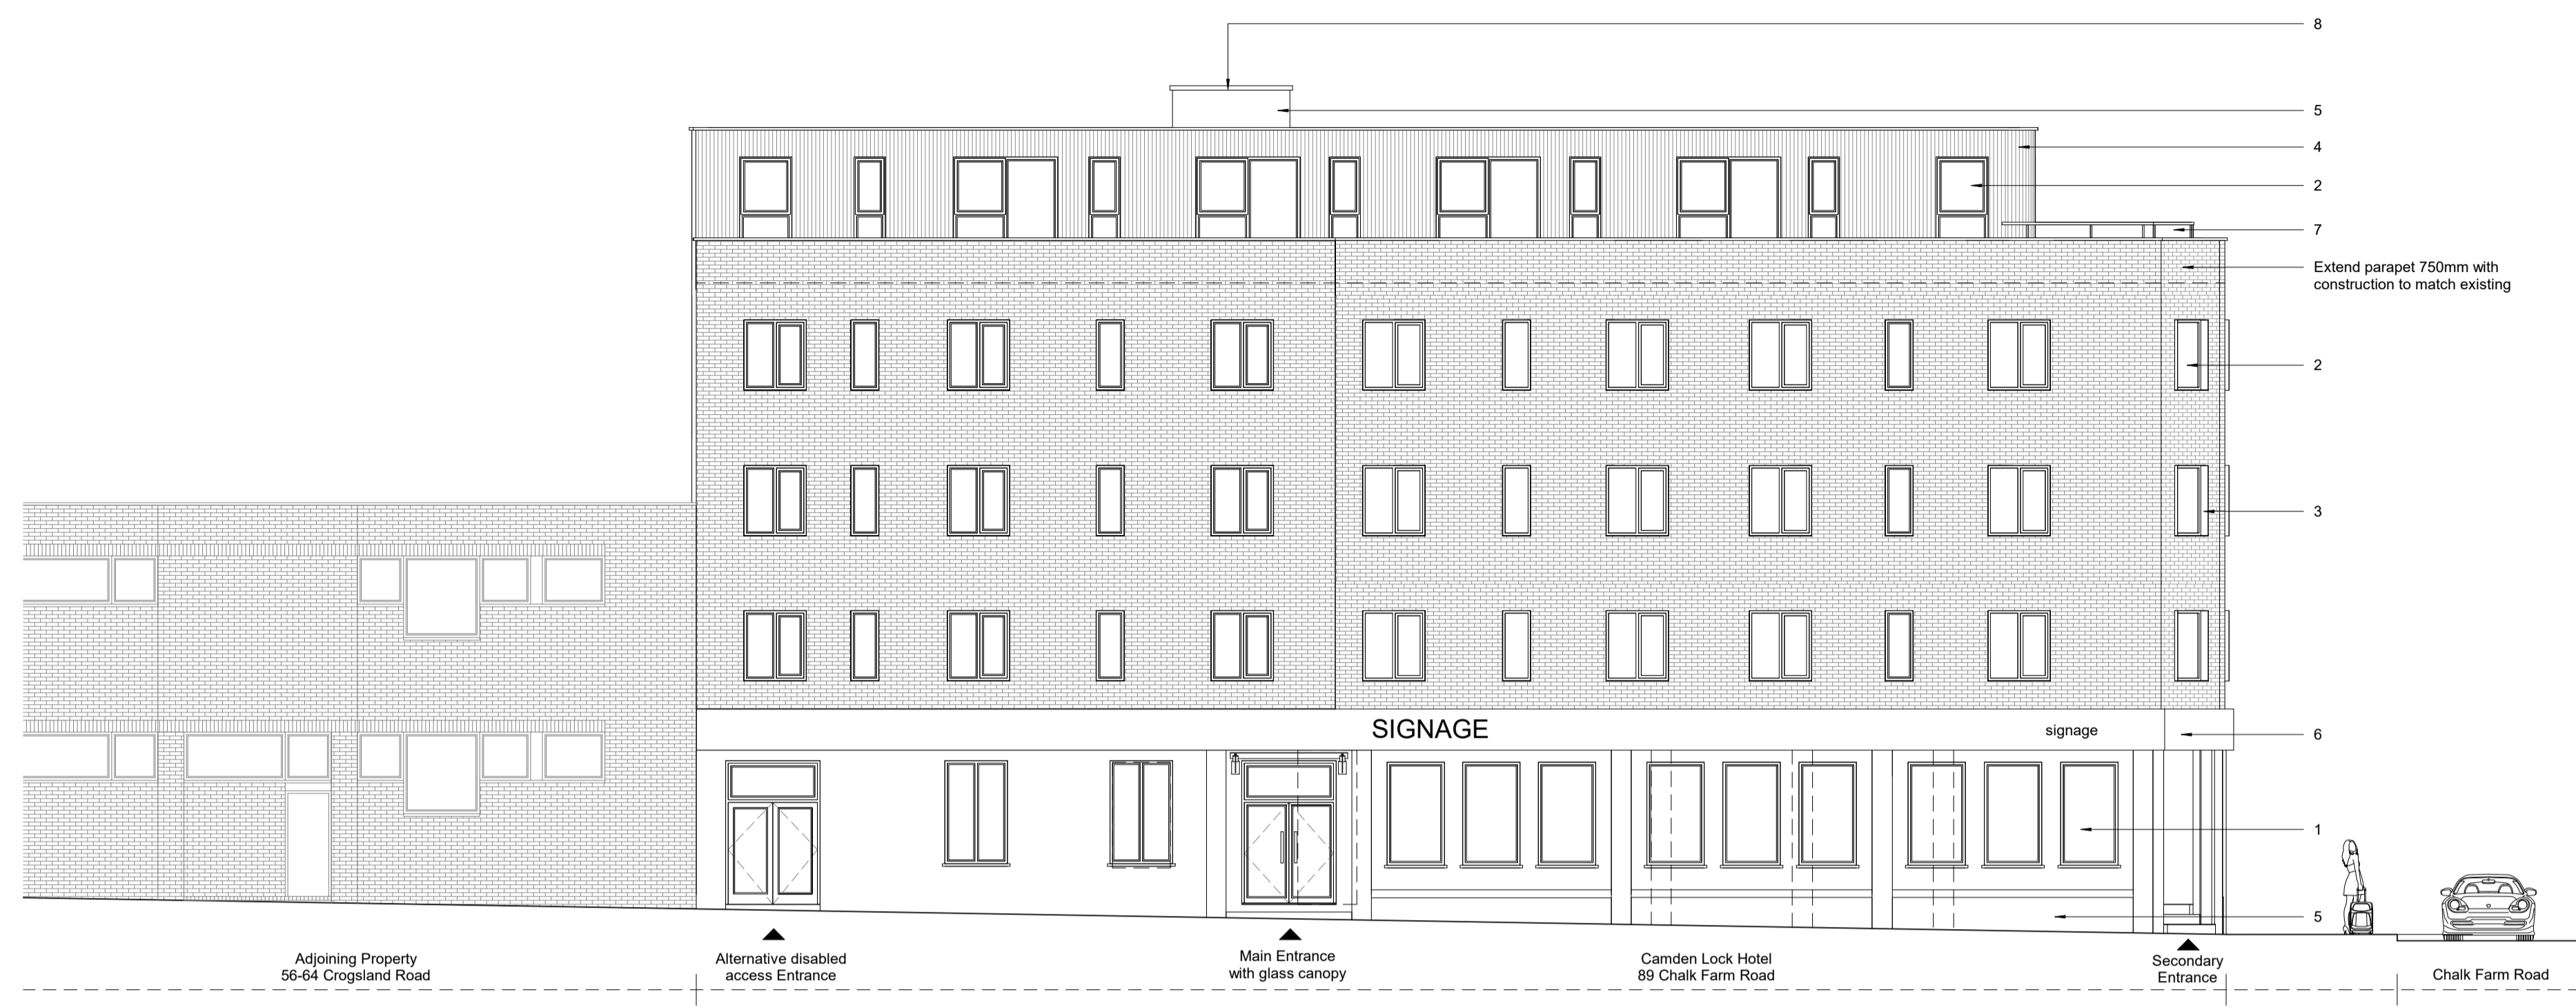 8
5
4
2
7
Extend parapet 750mm with
construction to match existing
2
3
SIGNAGE
signage
6
1
5
Adjoining Property
56-64 Crogsland Road
Alternative disabled
access Entrance
Main Entrance
with glass canopy
Camden Lock Hotel
89 Chalk Farm Road
Secondary
Entrance
Chalk Farm Road